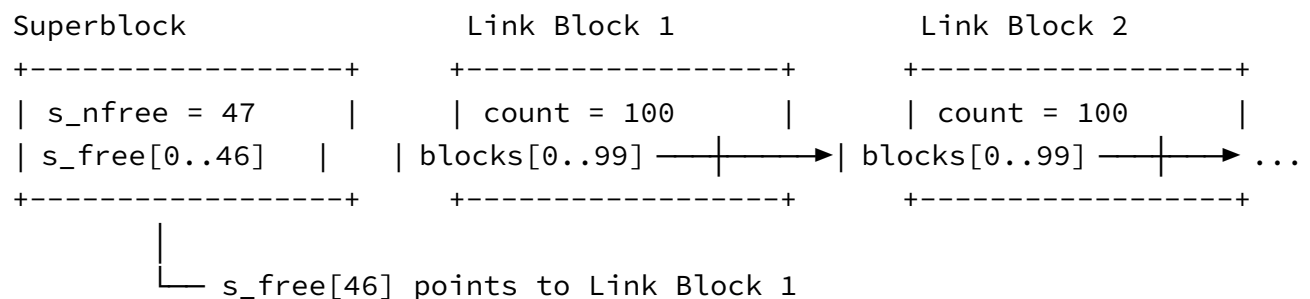 Superblock Link Block 1 Link Block 2
+------------------+ +------------------+ +------------------+
| s_nfree = 47 | | count = 100 | | count = 100 |
| s_free[0..46] | | blocks[0..99] ───┼─────►| blocks[0..99] ───┼───► ...
+------------------+ +------------------+ +------------------+
│
└── s_free[46] points to Link Block 1